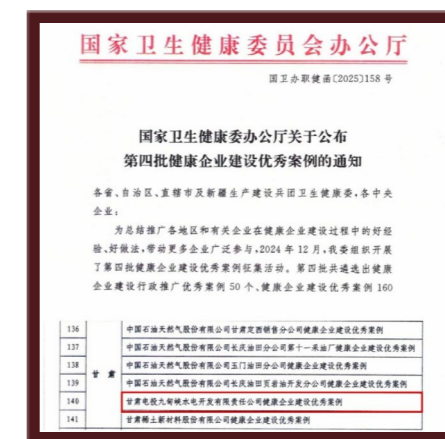 国家卫生健康委员会办公厅
国卫办职健函〔2025〕158 号
国家卫生健康委办公厅关于公布
第四批健康企业建设优秀案例的通知
各省、自治区、直辖市及新疆生产建设兵团卫生健康委,各中央
企业:
为总结推广各地区和有关企业在健康企业建设过程中的好经
验、好做法,带动更多企业广泛参与,2024 年 12 月,我委组织开展
了第四批健康企业建设优秀案例征集活动。第四批共遴选出健康
企业建设行政推广优秀案例 50 个、健康企业建设优秀案例 160
136 中国石油天然气股份有限公司甘肃定西销售分公司健康企业建设优秀案例
137 中国石油天然气股份有限公司长庆油田分公司第十一采油厂健康企业建设优秀案例
138 中国石油天然气股份有限公司玉门油田分公司健康企业建设优秀案例
甘肃
139 中国石油天然气股份有限公司长庆油田页岩油开发分公司健康企业建设优秀案例
140 甘肃电投九甸峡水电开发有限责任公司健康企业建设优秀案例
141 甘肃稀土新材料股份有限公司健康企业建设优秀案例